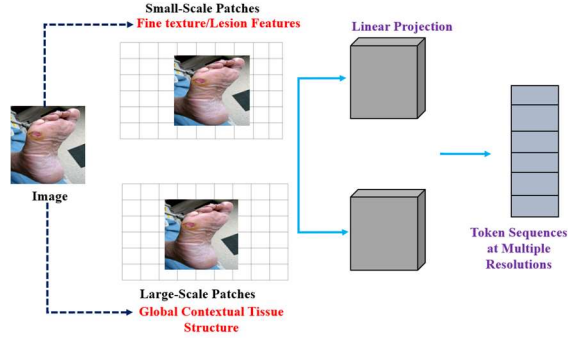 Small-Scale Patches
Fine texture/Lesion Features
Linear Projection
Image
Token Sequences
at Multiple
Resolutions
Large-Scale Patches
Global Contextual Tissue
Structure